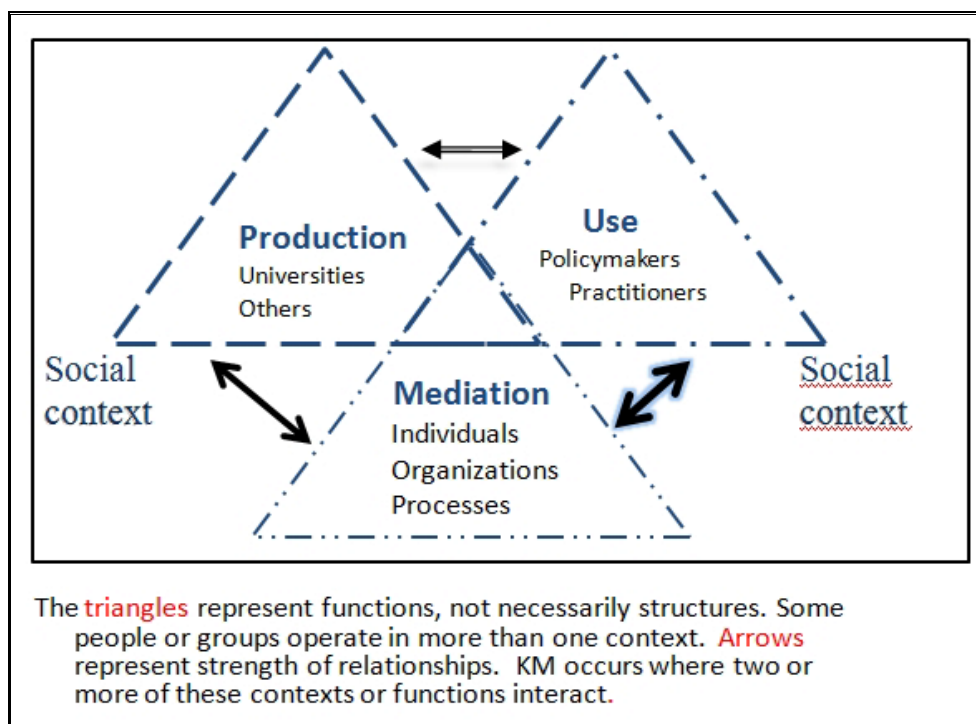 Production
Universities
Others
Use
Policymakers
Practitioners
Social
context
Mediation
Individuals
Organizations
Processes
Social
context
The triangles represent functions, not necessarily structures. Some
people or groups operate in more than one context. Arrows
represent strength of relationships. KM occurs where two or
more of these contexts or functions interact.